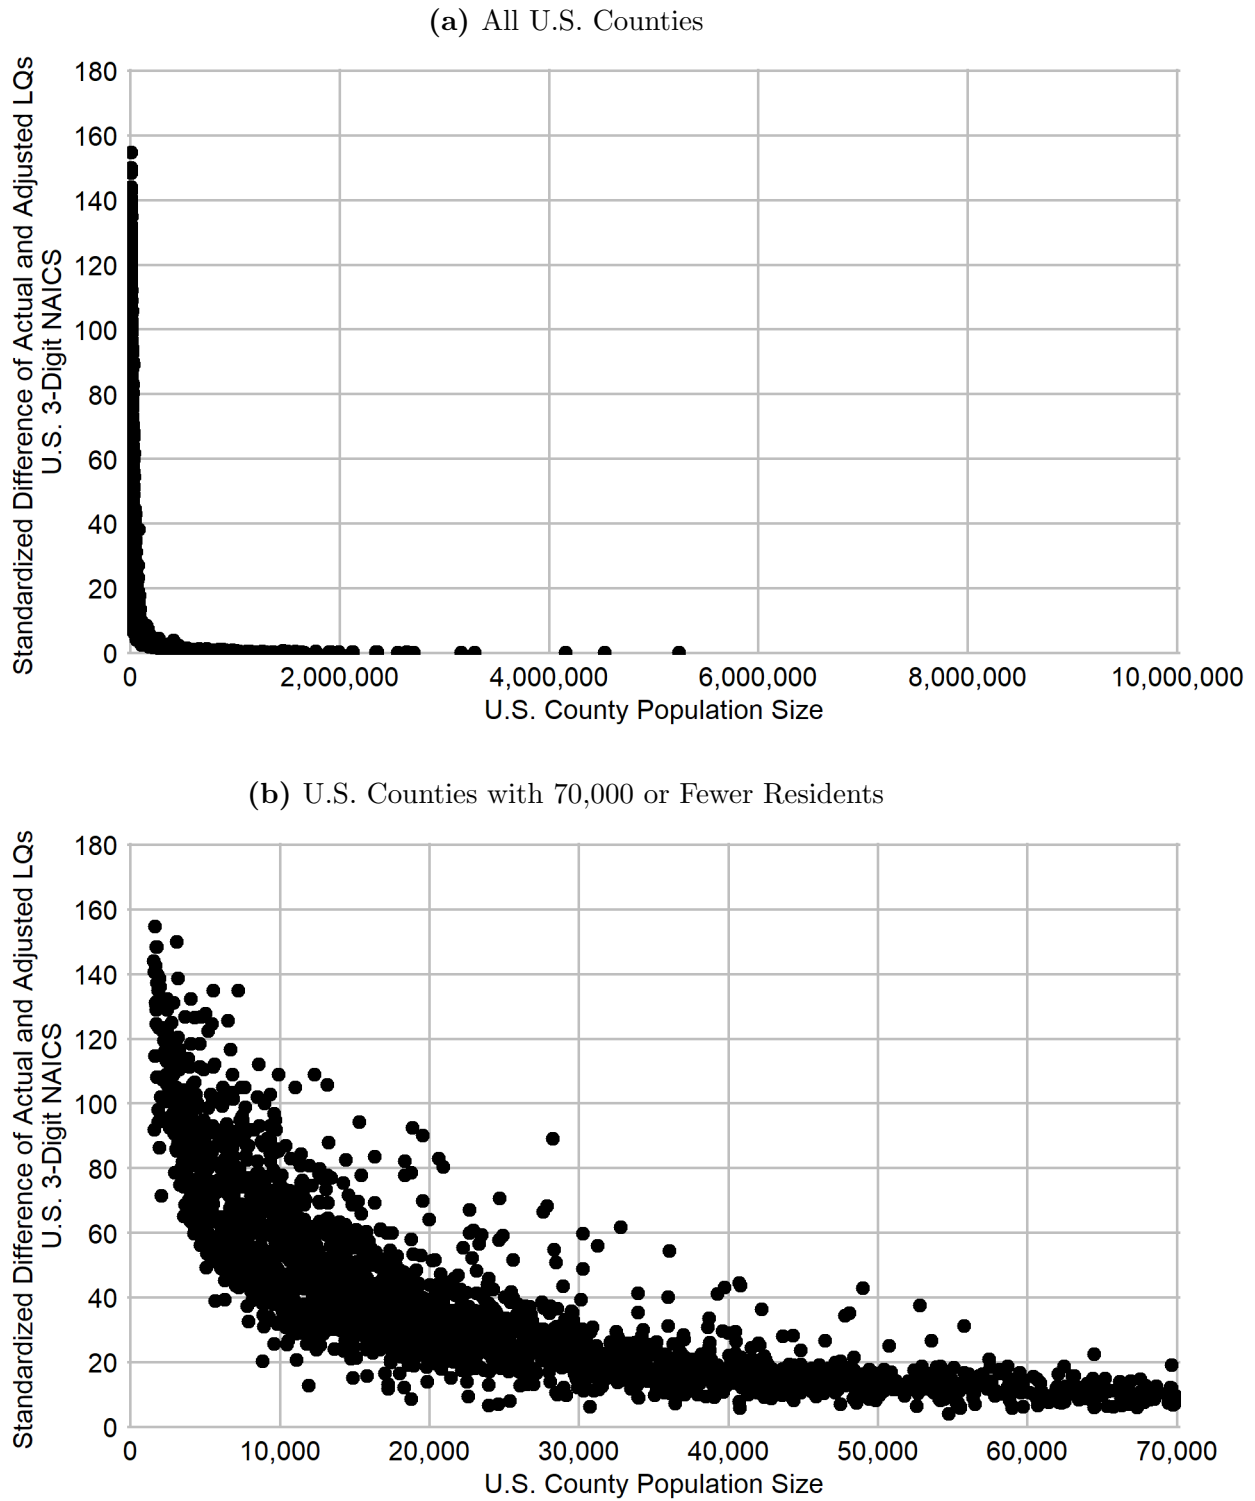 (a) All U.S. Counties
Standardized Difference of Actual and Adjusted LQs
U.S. 3-Digit NAICS
180
160
140
120
100
80
60
40
20
0
0 2,000,000 4,000,000 6,000,000 8,000,000 10,000,000
U.S. County Population Size
(b) U.S. Counties with 70,000 or Fewer Residents
Standardized Difference of Actual and Adjusted LQs
U.S. 3-Digit NAICS
180
160
140
120
100
80
60
40
20
0
0 10,000 20,000 30,000 40,000 50,000 60,000 70,000
U.S. County Population Size